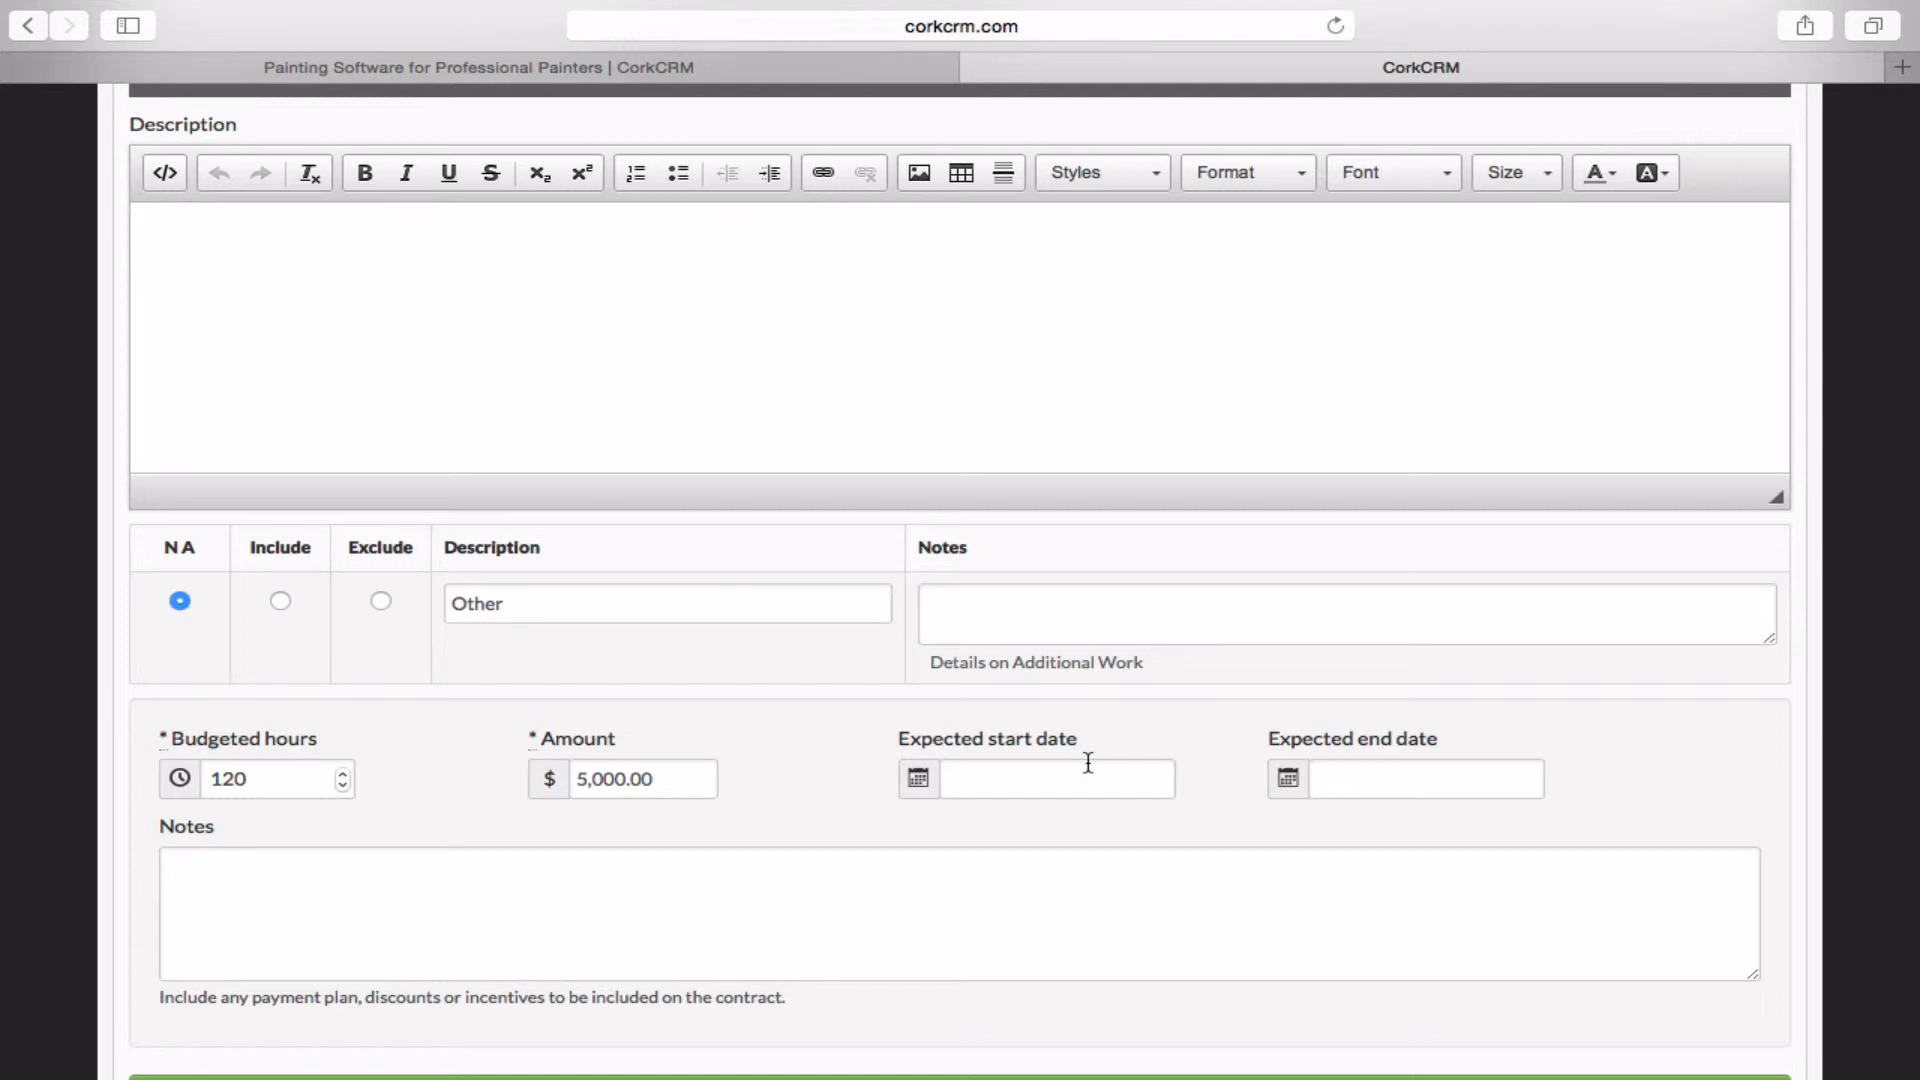 corkcrm.com
Painting Software for Professional Painters | CorkCRM
CorkCRM
Description
Styles
Format
Font
Size
N A
Include
Exclude
Description
Notes
Other
Details on Additional Work
* Budgeted hours
* Amount
Expected start date
Expected end date
120
$ 5,000.00
Notes
Include any payment plan, discounts or incentives to be included on the contract.